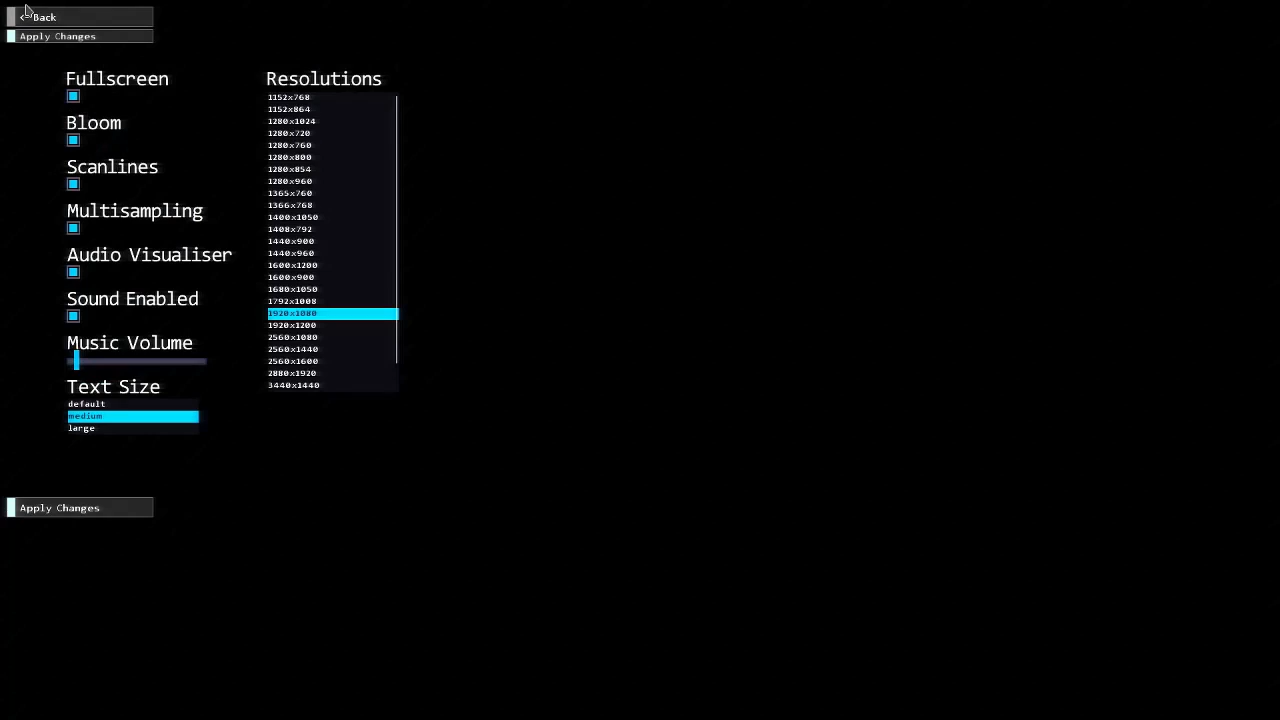 <- Back
Apply Changes
Fullscreen
Bloom
Scanlines
Multisampling
Audio Visualiser
Sound Enabled
Music Volume
Text Size
default
medium
large
Resolutions
1152x768
1152x864
1280x1024
1280x720
1280x760
1280x800
1280x854
1280x960
1365x760
1366x768
1400x1050
1408x792
1440x900
1440x960
1600x1200
1600x900
1680x1050
1792x1008
1920x1080
1920x1200
2560x1080
2560x1440
2560x1600
2880x1920
3440x1440
Apply Changes